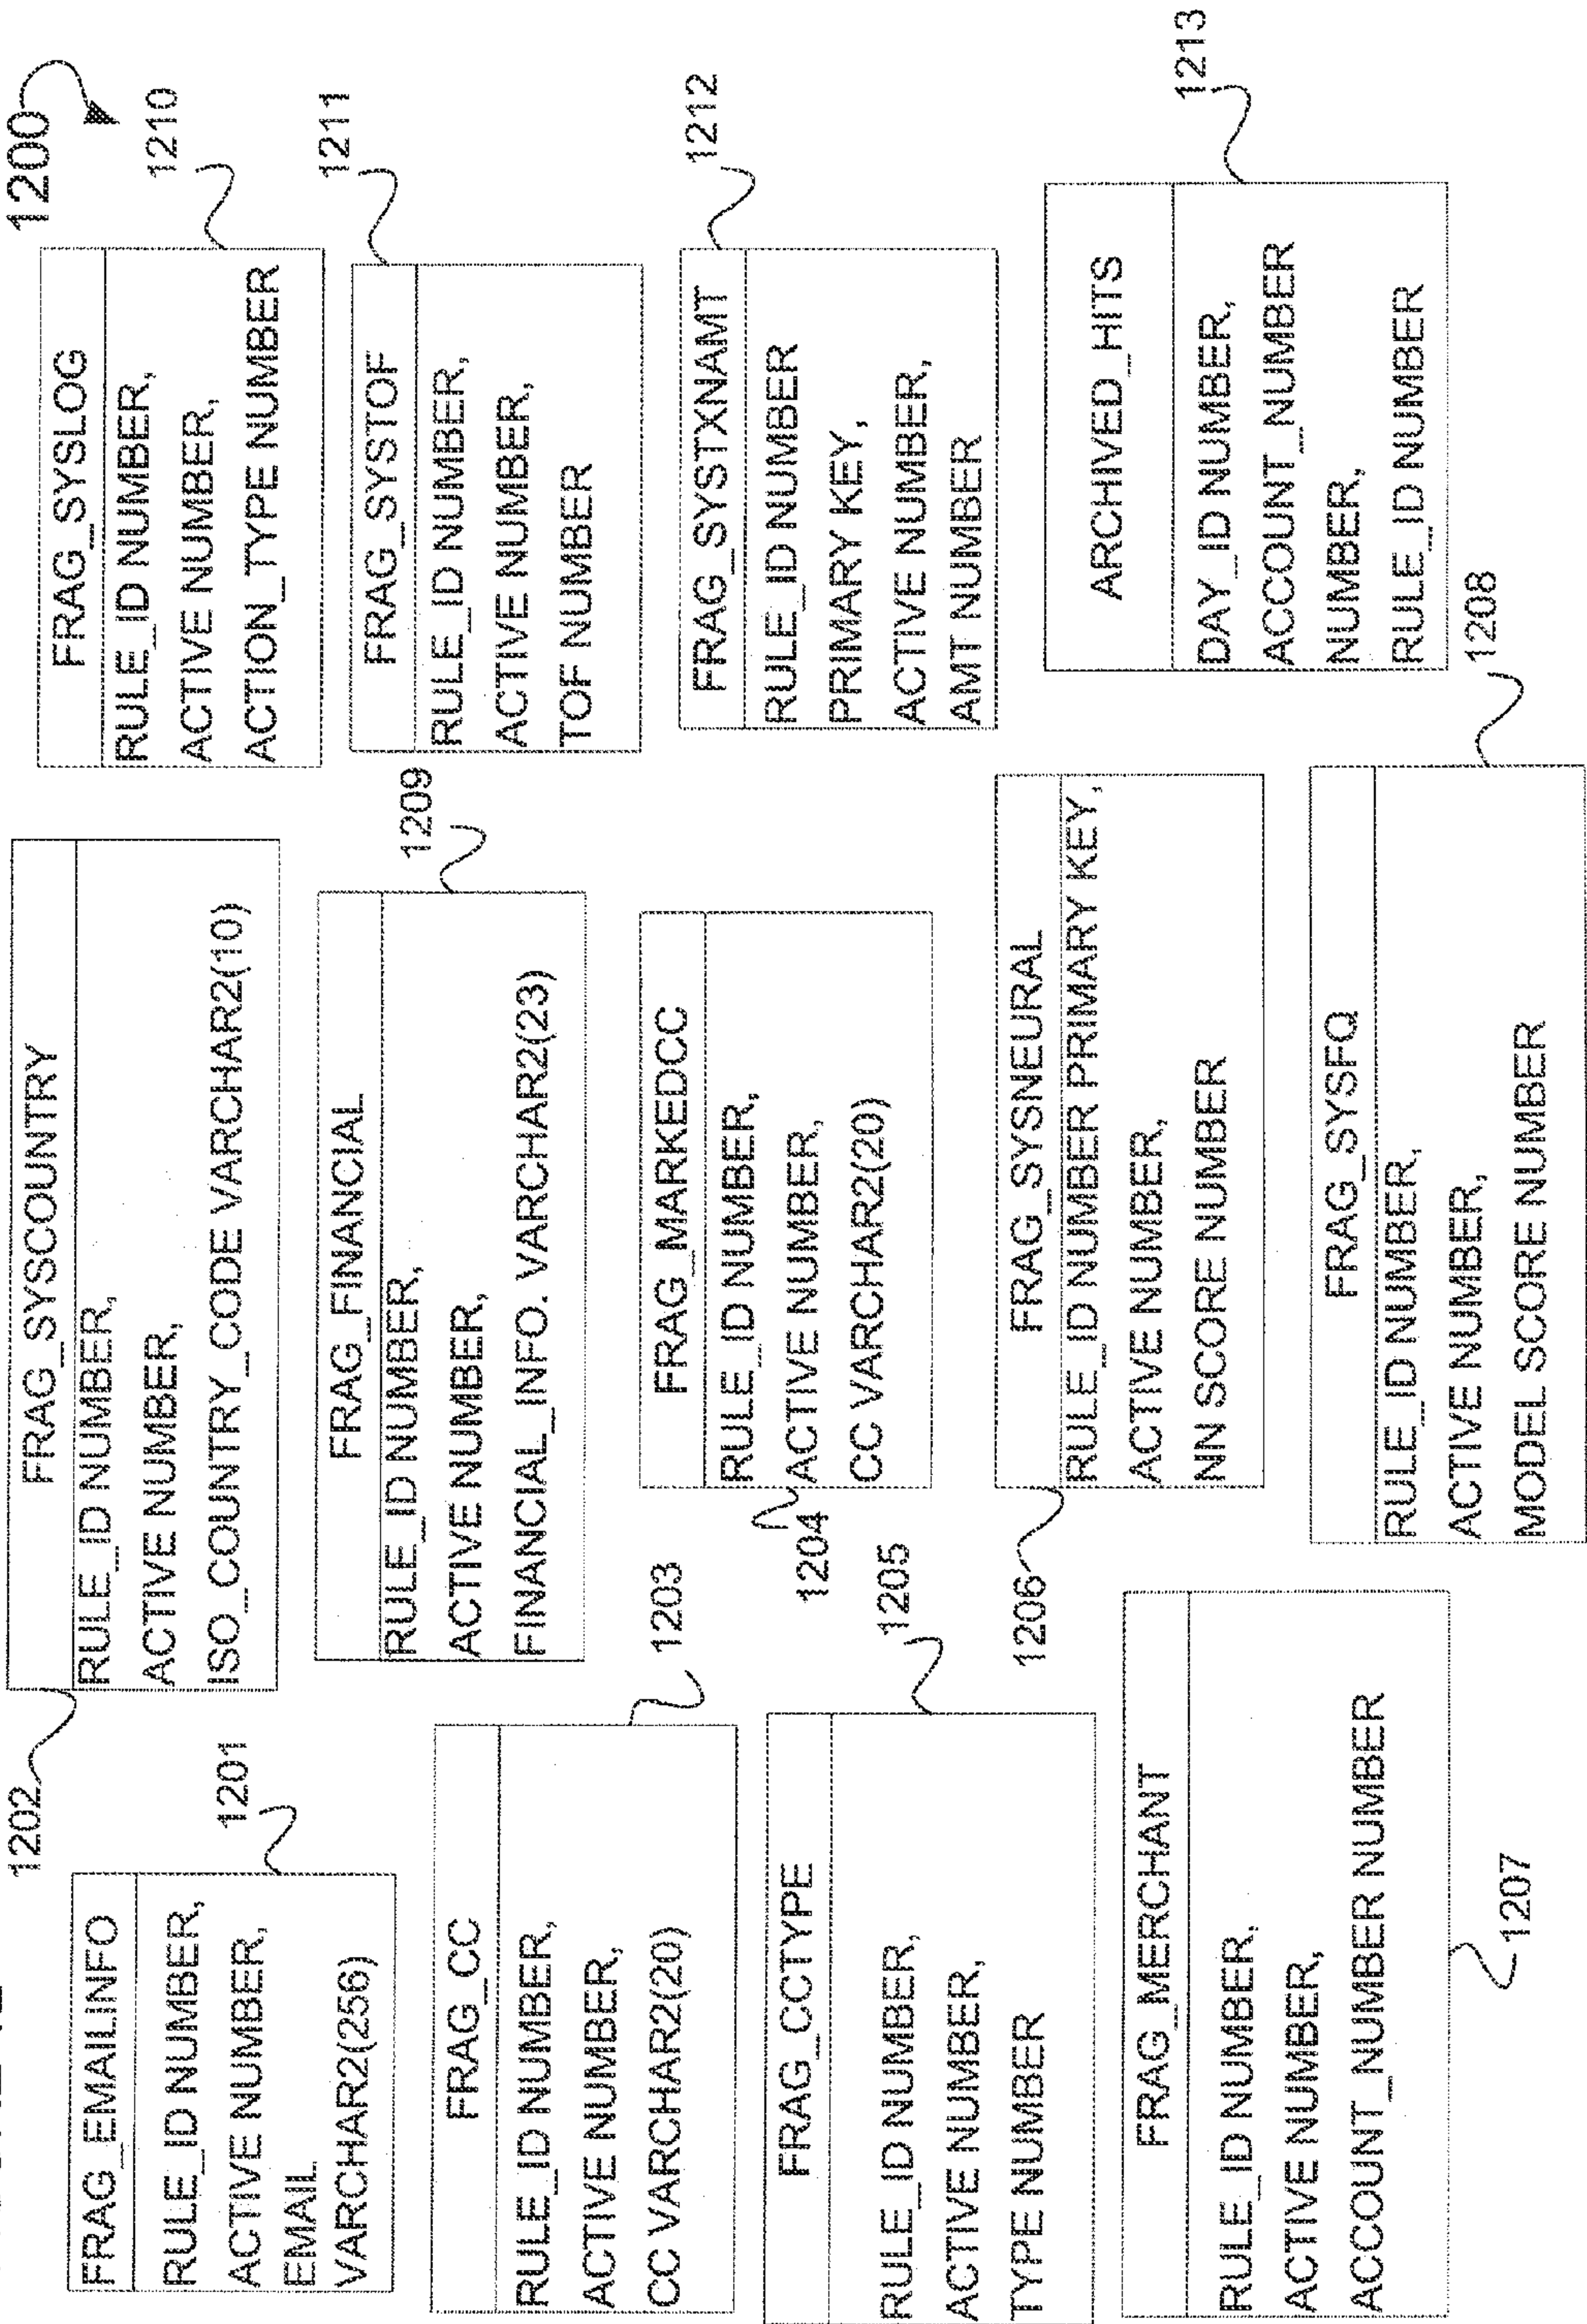 1200
1202
FRAG_EMAILINFO
RULE_ID NUMBER,
ACTIVE NUMBER,
EMAIL
VARCHAR2(256)
1201
FRAG_SYSCOUNTRY
RULE_ID NUMBER,
ACTIVE NUMBER,
ISO_COUNTRY_CODE VARCHAR2(10)
FRAG_SYSLOG
RULE_ID NUMBER,
ACTIVE NUMBER,
ACTION_TYPE NUMBER
1210
FRAG_CC
RULE_ID NUMBER,
ACTIVE NUMBER,
CC VARCHAR2(20)
1203
FRAG_FINANCIAL
RULE_ID NUMBER,
ACTIVE NUMBER,
FINANCIAL_INFO. VARCHAR2(23)
1209
FRAG_SYSTOF
RULE_ID NUMBER,
ACTIVE NUMBER,
TOF NUMBER
1211
FRAG_CCTYPE
RULE_ID NUMBER,
ACTIVE NUMBER,
TYPE NUMBER
1205
FRAG_MARKEDCC
RULE_ID NUMBER,
ACTIVE NUMBER,
CC VARCHAR2(20)
1204
FRAG_SYSTXNAMT
RULE_ID NUMBER
PRIMARY KEY,
ACTIVE NUMBER,
AMT NUMBER
1212
FRAG_MERCHANT
RULE_ID NUMBER,
ACTIVE NUMBER,
ACCOUNT_NUMBER NUMBER
1207
1206
FRAG_SYSNEURAL
RULE_ID NUMBER PRIMARY KEY,
ACTIVE NUMBER,
NN SCORE NUMBER
ARCHIVED_HITS
DAY_ID NUMBER,
ACCOUNT_NUMBER
NUMBER,
RULE_ID NUMBER
1213
FRAG_SYSFQ
RULE_ID NUMBER,
ACTIVE NUMBER,
MODEL SCORE NUMBER
1208